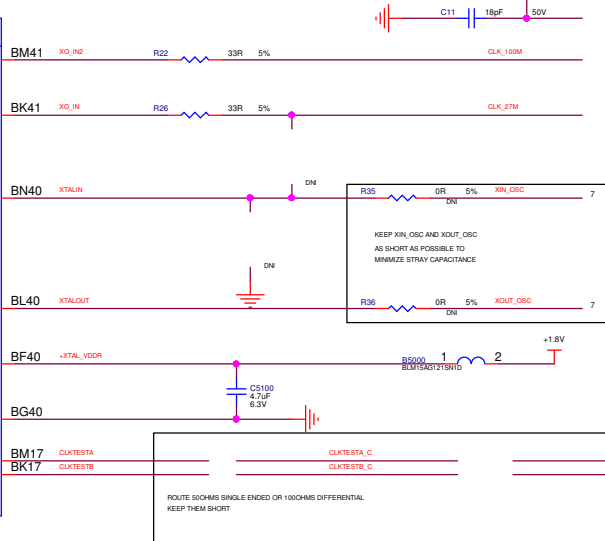 C11 18pF 50V
BM41 XO_IN2 R22 33R 5% CLK_100M
BK41 XO_IN R26 33R 5% CLK_27M
DNI
BN40 XTALIN R35 0R 5% XIN_OSC 7
DNI
KEEP XIN_OSC AND XOUT_OSC
AS SHORT AS POSSIBLE TO
MINIMIZE STRAY CAPACITANCE
DNI
BL40 XTALOUT R36 0R 5% XOUT_OSC 7
DNI
+1.8V
BF40 +XTAL_VDDR B5000 1 2
BLM15AG121SN1D
C5100
4.7uF
6.3V
BG40
BM17 CLKTESTA CLKTESTA_C
BK17 CLKTESTB CLKTESTB_C
ROUTE 50OHMS SINGLE ENDED OR 100OHMS DIFFERENTIAL
KEEP THEM SHORT